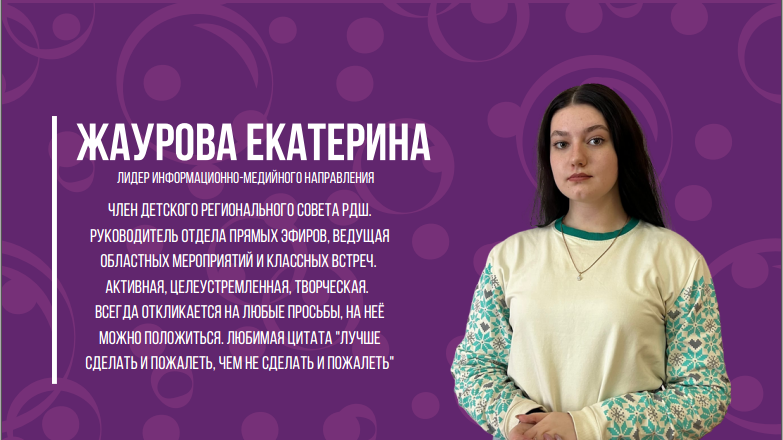 ЖАУРОВА ЕКАТЕРИНА
ЛИДЕР ИНФОРМАЦИОННО-МЕДИЙНОГО НАПРАВЛЕНИЯ
ЧЛЕН ДЕТСКОГО РЕГИОНАЛЬНОГО СОВЕТА РДШ.
РУКОВОДИТЕЛЬ ОТДЕЛА ПРЯМЫХ ЭФИРОВ, ВЕДУЩАЯ
ОБЛАСТНЫХ МЕРОПРИЯТИЙ И КЛАССНЫХ ВСТРЕЧ.
АКТИВНАЯ, ЦЕЛЕУСТРЕМЛЕННАЯ, ТВОРЧЕСКАЯ.
ВСЕГДА ОТКЛИКАЕТСЯ НА ЛЮБЫЕ ПРОСЬБЫ, НА НЕЁ
МОЖНО ПОЛОЖИТЬСЯ. ЛЮБИМАЯ ЦИТАТА "ЛУЧШЕ
СДЕЛАТЬ И ПОЖАЛЕТЬ, ЧЕМ НЕ СДЕЛАТЬ И ПОЖАЛЕТЬ"